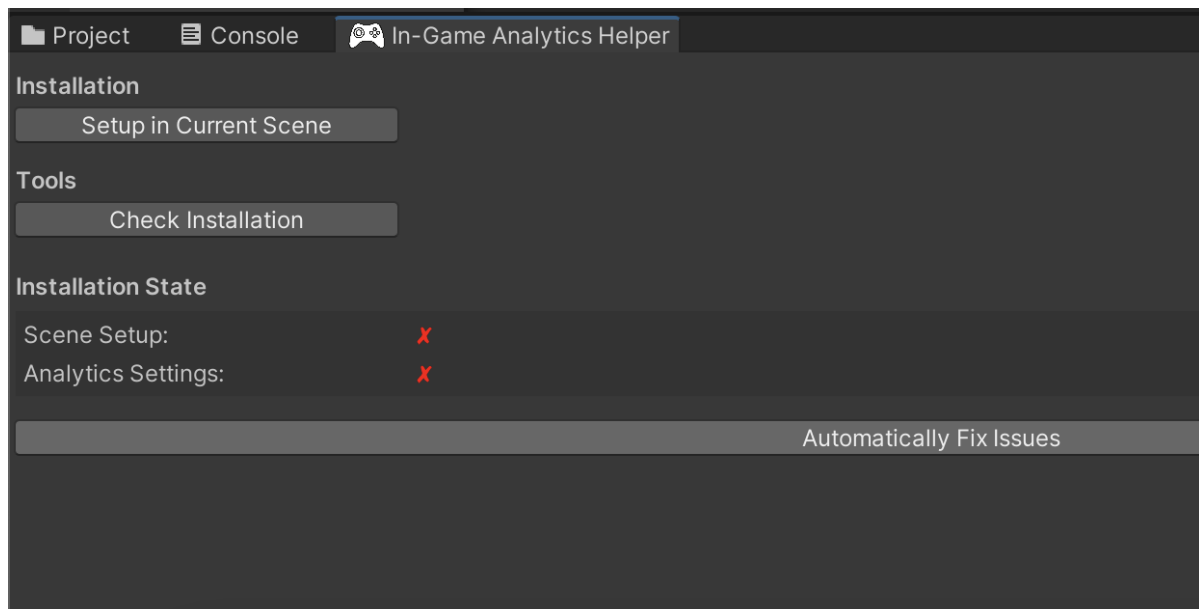 Project Console In-Game Analytics Helper
Installation
Setup in Current Scene
Tools
Check Installation
Installation State
Scene Setup: ✗
Analytics Settings: ✗
Automatically Fix Issues